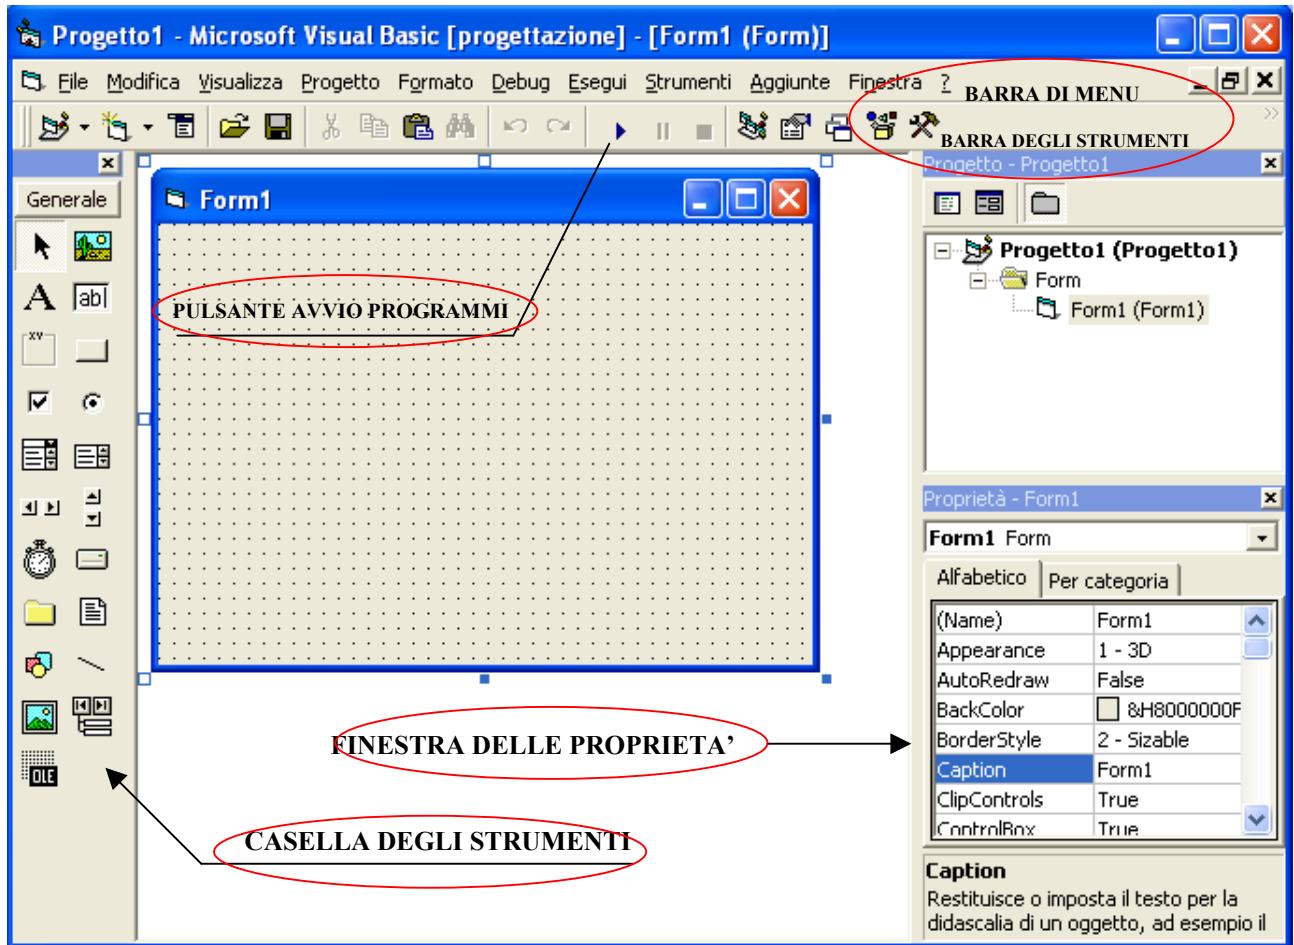 Progetto1 - Microsoft Visual Basic [progettazione] - [Form1 (Form)]
File Modifica Visualizza Progetto Formato Debug Esegui Strumenti Aggiunte Finestra ?
BARRA DI MENU
BARRA DEGLI STRUMENTI
Generale
A
ab
XY
OLE
Form1
PULSANTE AVVIO PROGRAMMI
FINESTRA DELLE PROPRIETA’
CASELLA DEGLI STRUMENTI
Progetto - Progetto1
Progetto1 (Progetto1)
Form
Form1 (Form1)
Proprietà - Form1
Form1 Form
Alfabetico Per categoria
(Name) Form1
Appearance 1 - 3D
AutoRedraw False
BackColor &H8000000F
BorderStyle 2 - Sizable
Caption Form1
ClipControls True
ControlBox True
Caption
Restituisce o imposta il testo per la
didascalia di un oggetto, ad esempio il